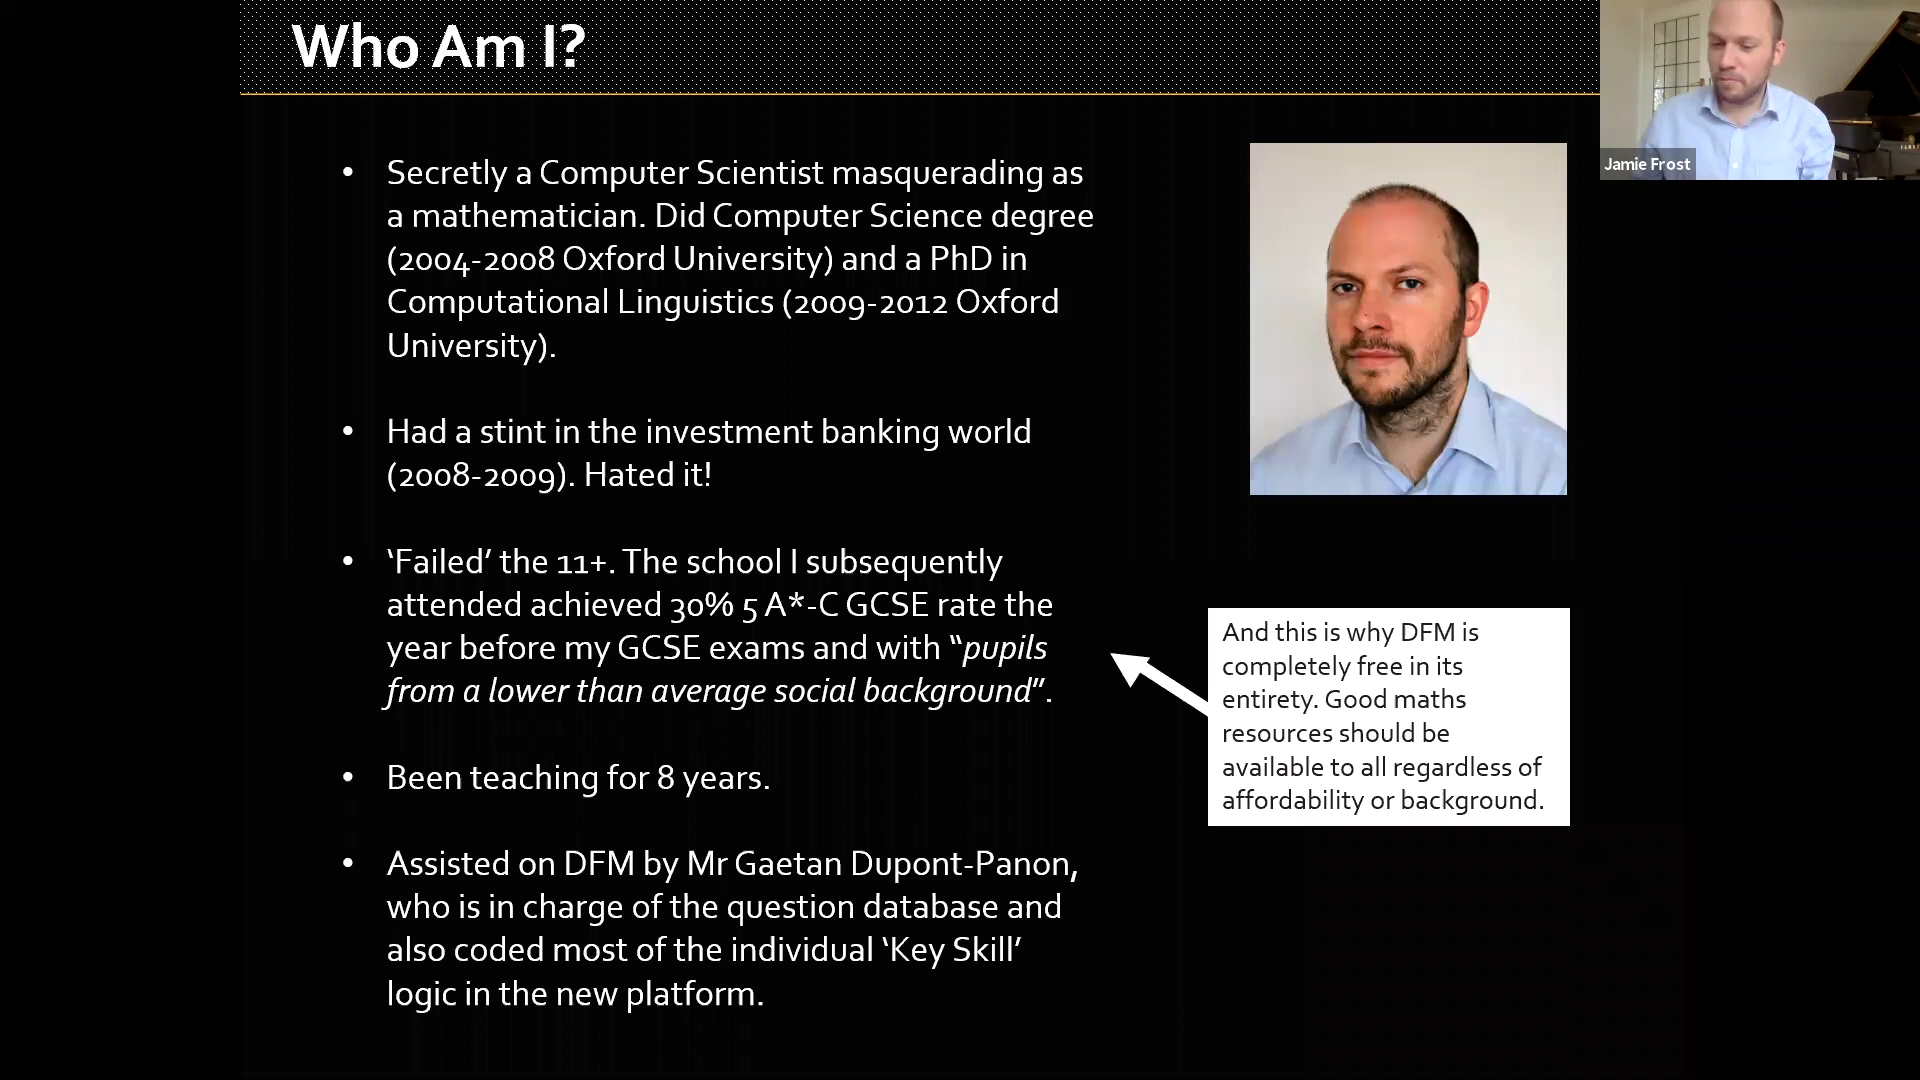 Who Am I?
Jamie Frost
• Secretly a Computer Scientist masquerading as
a mathematician. Did Computer Science degree
(2004-2008 Oxford University) and a PhD in
Computational Linguistics (2009-2012 Oxford
University).
• Had a stint in the investment banking world
(2008-2009). Hated it!
• ‘Failed’ the 11+. The school I subsequently
attended achieved 30% 5 A*-C GCSE rate the
year before my GCSE exams and with “pupils
from a lower than average social background”.
• Been teaching for 8 years.
• Assisted on DFM by Mr Gaetan Dupont-Panon,
who is in charge of the question database and
also coded most of the individual ‘Key Skill’
logic in the new platform.
And this is why DFM is
completely free in its
entirety. Good maths
resources should be
available to all regardless of
affordability or background.